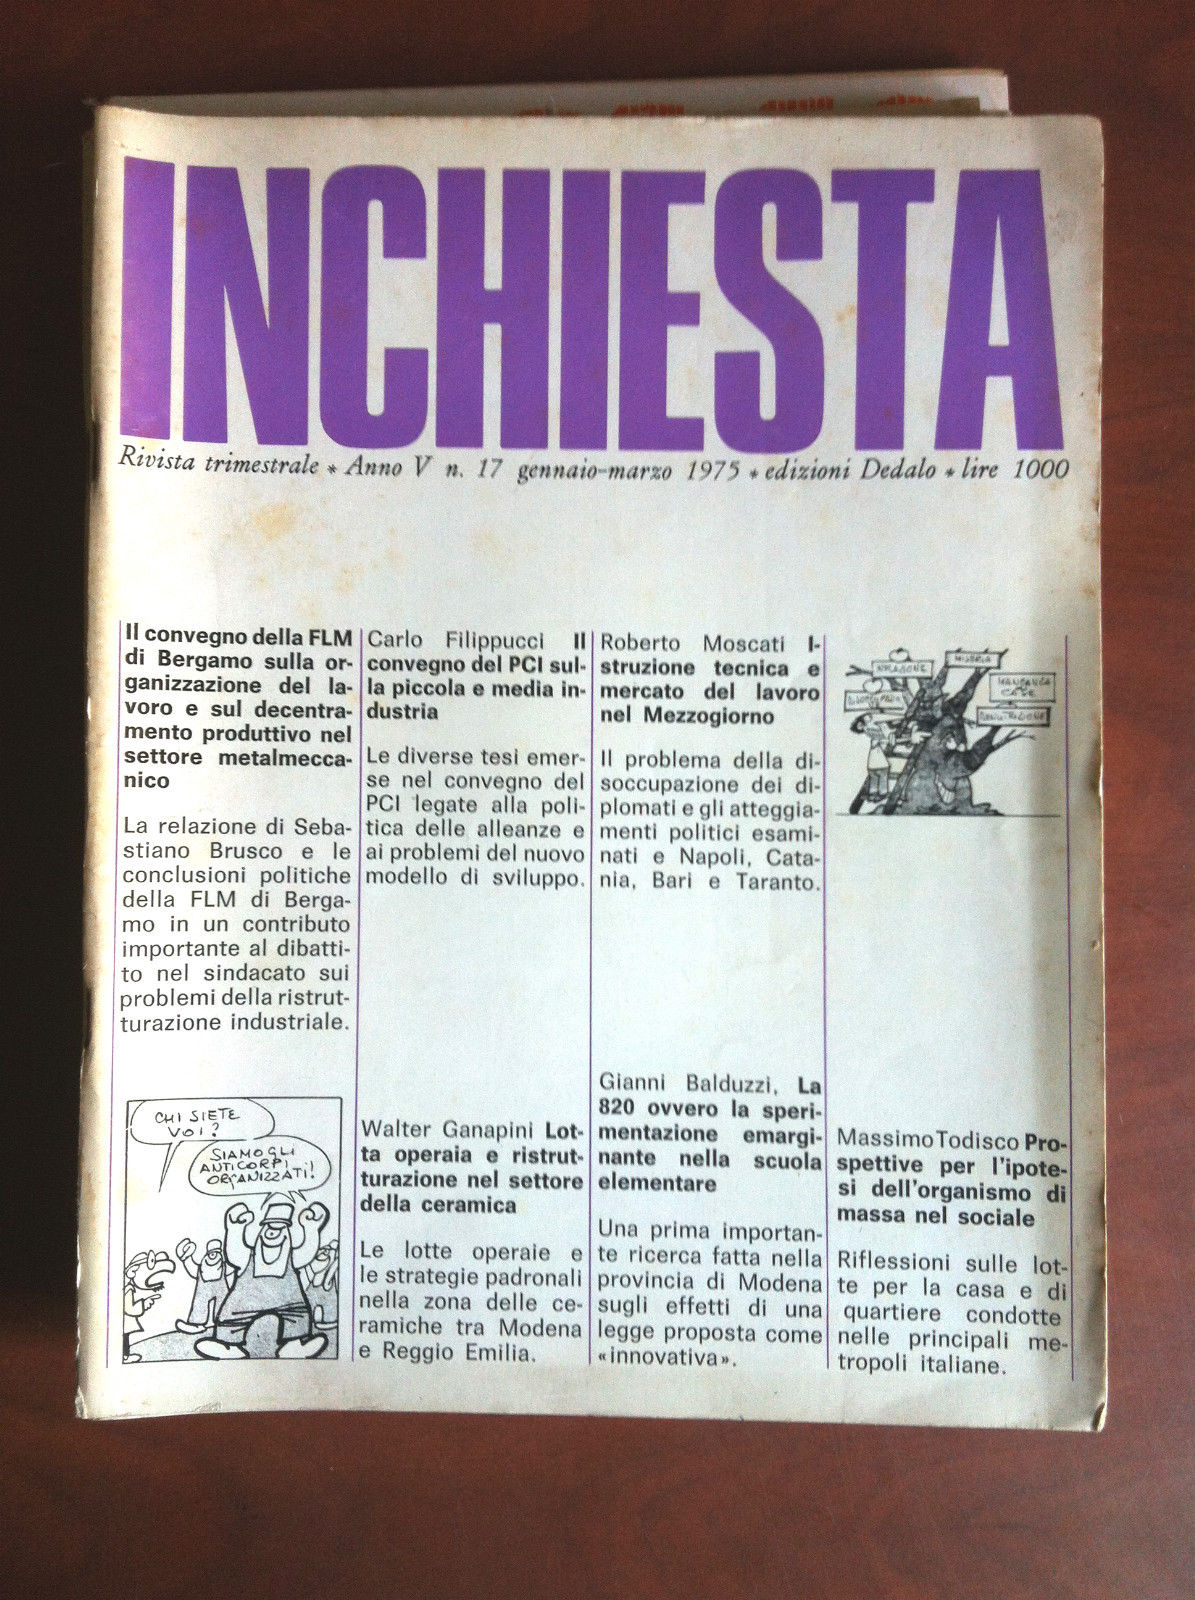 INCHIESTA
Rivista trimestrale * Anno V n. 17 gennaio-marzo 1975 * edizioni Dedalo * lire 1000
Il convegno della FLM
di Bergamo sulla or-
ganizzazione del la-
voro e sul decentra-
mento produttivo nel
settore metalmecca-
nico
La relazione di Seba-
stiano Brusco e le
conclusioni politiche
della FLM di Berga-
mo in un contributo
importante al dibatti-
to nel sindacato sui
problemi della ristrut-
turazione industriale.
CHI SIETE
VOI?
SIAMO GLI
ANTICORPI
ORGANIZZATI!
Carlo Filippucci Il
convegno del PCI sul-
la piccola e media in-
dustria
Le diverse tesi emer-
se nel convegno del
PCI legate alla poli-
tica delle alleanze e
ai problemi del nuovo
modello di sviluppo.
Walter Ganapini Lot-
ta operaia e ristrut-
turazione nel settore
della ceramica
Le lotte operaie e
le strategie padronali
nella zona delle ce-
ramiche tra Modena
e Reggio Emilia.
Roberto Moscati I-
struzione tecnica e
mercato del lavoro
nel Mezzogiorno
Il problema della di-
soccupazione dei di-
plomati e gli atteggia-
menti politici esami-
nati e Napoli, Cata-
nia, Bari e Taranto.
Gianni Balduzzi, La
820 ovvero la speri-
mentazione emargi-
nante nella scuola
elementare
Una prima importan-
te ricerca fatta nella
provincia di Modena
sugli effetti di una
legge proposta come
«innovativa».
MISERIA
MANCANZA
CASE
Massimo Todisco Pro-
spettive per l'ipote-
si dell'organismo di
massa nel sociale
Riflessioni sulle lot-
te per la casa e di
quartiere condotte
nelle principali me-
tropoli italiane.